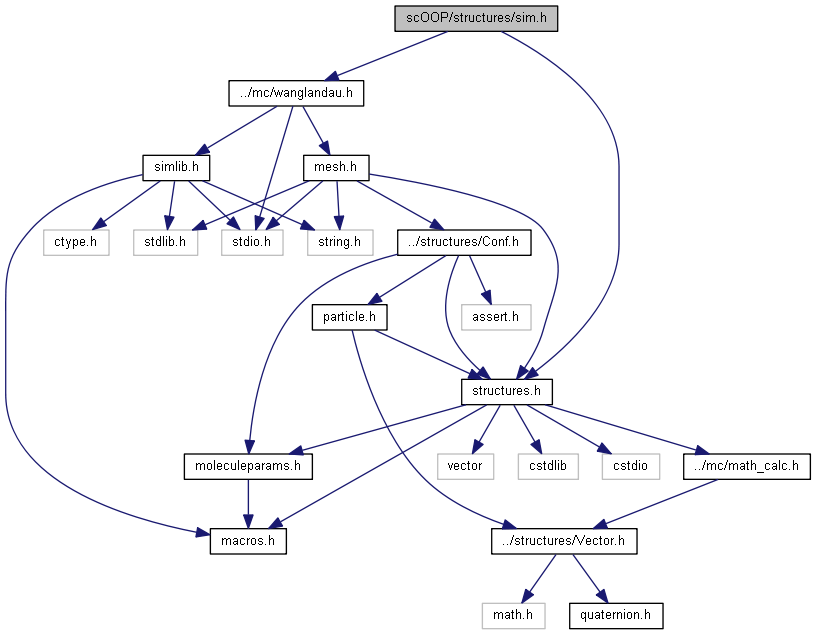 scOOP/structures/sim.h
../mc/wanglandau.h
simlib.h
mesh.h
ctype.h
stdlib.h
stdio.h
string.h
../structures/Conf.h
particle.h
assert.h
structures.h
moleculeparams.h
vector
cstdlib
cstdio
../mc/math_calc.h
macros.h
../structures/Vector.h
math.h
quaternion.h